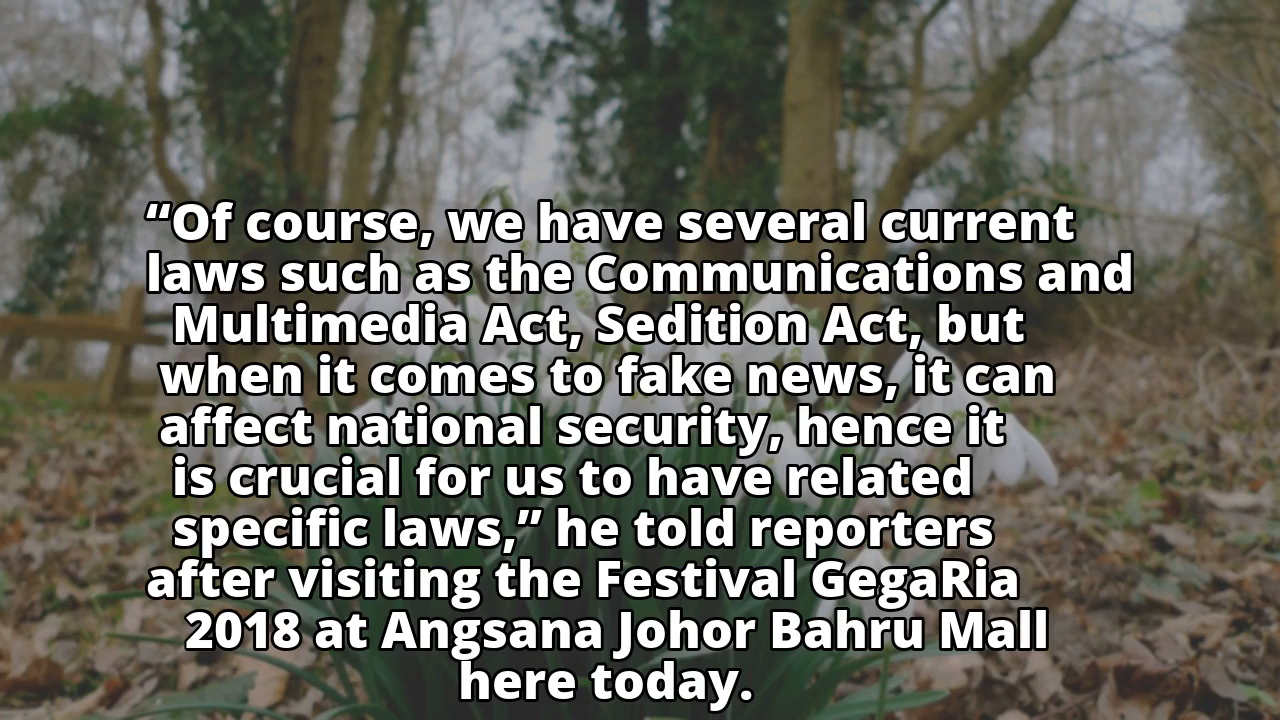 “Of course, we have several current
laws such as the Communications and
Multimedia Act, Sedition Act, but
when it comes to fake news, it can
affect national security, hence it
is crucial for us to have related
specific laws,” he told reporters
after visiting the Festival GegaRia
2018 at Angsana Johor Bahru Mall
here today.